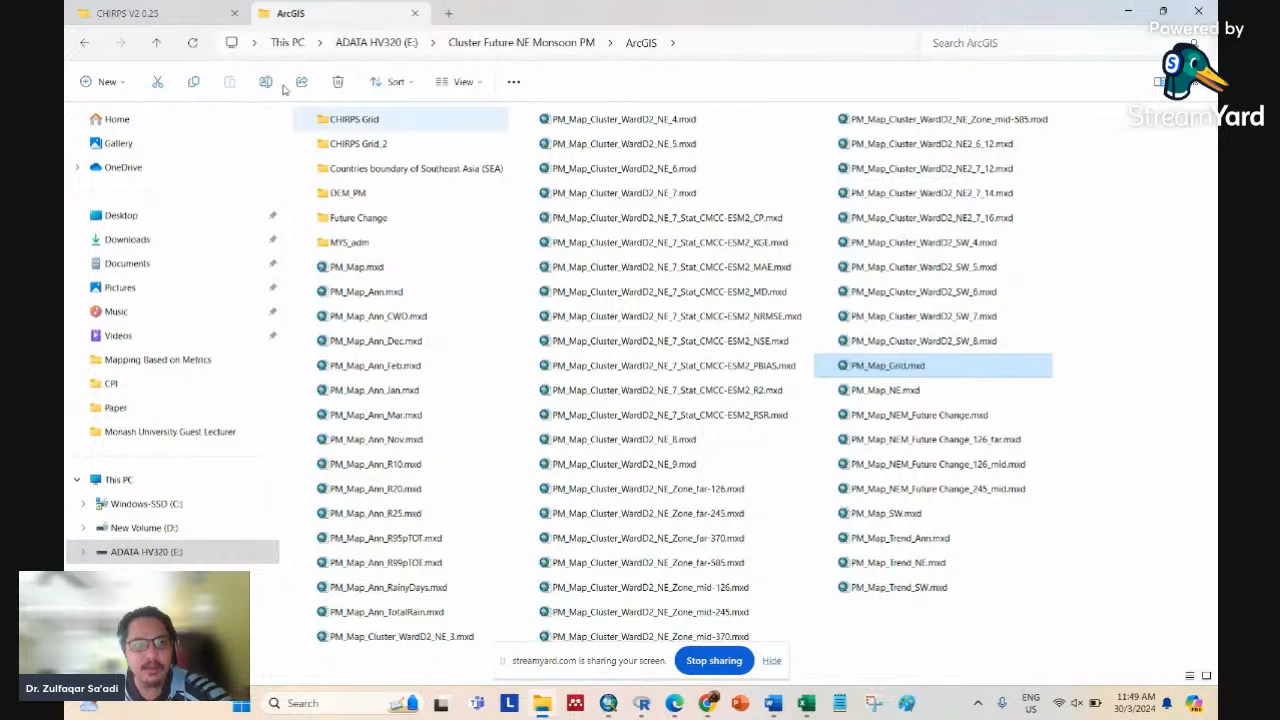 CHIRPS V2 0.25
ArcGIS
Powered by
StreamYard
This PC
ADATA HV320 (E:)
Cluster Future NE Monsoon PM
ArcGIS
Search ArcGIS
New
Sort
View
Home
Gallery
OneDrive
Desktop
Downloads
Documents
Pictures
Music
Videos
Mapping Based on Metrics
CPI
Paper
Monash University Guest Lecturer
This PC
Windows-SSD (C:)
New Volume (D:)
ADATA HV320 (E:)
CHIRPS Grid
CHIRPS Grid_2
Countries boundary of Southeast Asia (SEA)
DEM_PM
Future Change
MYS_adm
PM_Map.mxd
PM_Map_Ann.mxd
PM_Map_Ann_CWD.mxd
PM_Map_Ann_Dec.mxd
PM_Map_Ann_Feb.mxd
PM_Map_Ann_Jan.mxd
PM_Map_Ann_Mar.mxd
PM_Map_Ann_Nov.mxd
PM_Map_Ann_R10.mxd
PM_Map_Ann_R20.mxd
PM_Map_Ann_R25.mxd
PM_Map_Ann_R95pTOT.mxd
PM_Map_Ann_R99pTOT.mxd
PM_Map_Ann_RainyDays.mxd
PM_Map_Ann_TotalRain.mxd
PM_Map_Cluster_WardD2_NE_3.mxd
PM_Map_Cluster_WardD2_NE_4.mxd
PM_Map_Cluster_WardD2_NE_5.mxd
PM_Map_Cluster_WardD2_NE_6.mxd
PM_Map_Cluster_WardD2_NE_7.mxd
PM_Map_Cluster_WardD2_NE_7_Stat_CMCC-ESM2_CP.mxd
PM_Map_Cluster_WardD2_NE_7_Stat_CMCC-ESM2_KGE.mxd
PM_Map_Cluster_WardD2_NE_7_Stat_CMCC-ESM2_MAE.mxd
PM_Map_Cluster_WardD2_NE_7_Stat_CMCC-ESM2_MD.mxd
PM_Map_Cluster_WardD2_NE_7_Stat_CMCC-ESM2_NRMSE.mxd
PM_Map_Cluster_WardD2_NE_7_Stat_CMCC-ESM2_NSE.mxd
PM_Map_Cluster_WardD2_NE_7_Stat_CMCC-ESM2_PBIAS.mxd
PM_Map_Cluster_WardD2_NE_7_Stat_CMCC-ESM2_R2.mxd
PM_Map_Cluster_WardD2_NE_7_Stat_CMCC-ESM2_RSR.mxd
PM_Map_Cluster_WardD2_NE_8.mxd
PM_Map_Cluster_WardD2_NE_9.mxd
PM_Map_Cluster_WardD2_NE_Zone_far-126.mxd
PM_Map_Cluster_WardD2_NE_Zone_far-245.mxd
PM_Map_Cluster_WardD2_NE_Zone_far-370.mxd
PM_Map_Cluster_WardD2_NE_Zone_far-585.mxd
PM_Map_Cluster_WardD2_NE_Zone_mid-126.mxd
PM_Map_Cluster_WardD2_NE_Zone_mid-245.mxd
PM_Map_Cluster_WardD2_NE_Zone_mid-370.mxd
PM_Map_Cluster_WardD2_NE_Zone_mid-585.mxd
PM_Map_Cluster_WardD2_NE2_6_12.mxd
PM_Map_Cluster_WardD2_NE2_7_12.mxd
PM_Map_Cluster_WardD2_NE2_7_14.mxd
PM_Map_Cluster_WardD2_NE2_7_16.mxd
PM_Map_Cluster_WardD2_SW_4.mxd
PM_Map_Cluster_WardD2_SW_5.mxd
PM_Map_Cluster_WardD2_SW_6.mxd
PM_Map_Cluster_WardD2_SW_7.mxd
PM_Map_Cluster_WardD2_SW_8.mxd
PM_Map_Grid.mxd
PM_Map_NE.mxd
PM_Map_NEM_Future Change.mxd
PM_Map_NEM_Future Change_126_far.mxd
PM_Map_NEM_Future Change_126_mid.mxd
PM_Map_NEM_Future Change_245_mid.mxd
PM_Map_SW.mxd
PM_Map_Trend_Ann.mxd
PM_Map_Trend_NE.mxd
PM_Map_Trend_SW.mxd
streamyard.com is sharing your screen.
Stop sharing
Hide
Dr. Zulfaqar Sa'adi
Search
ENG
US
11:49 AM
30/3/2024